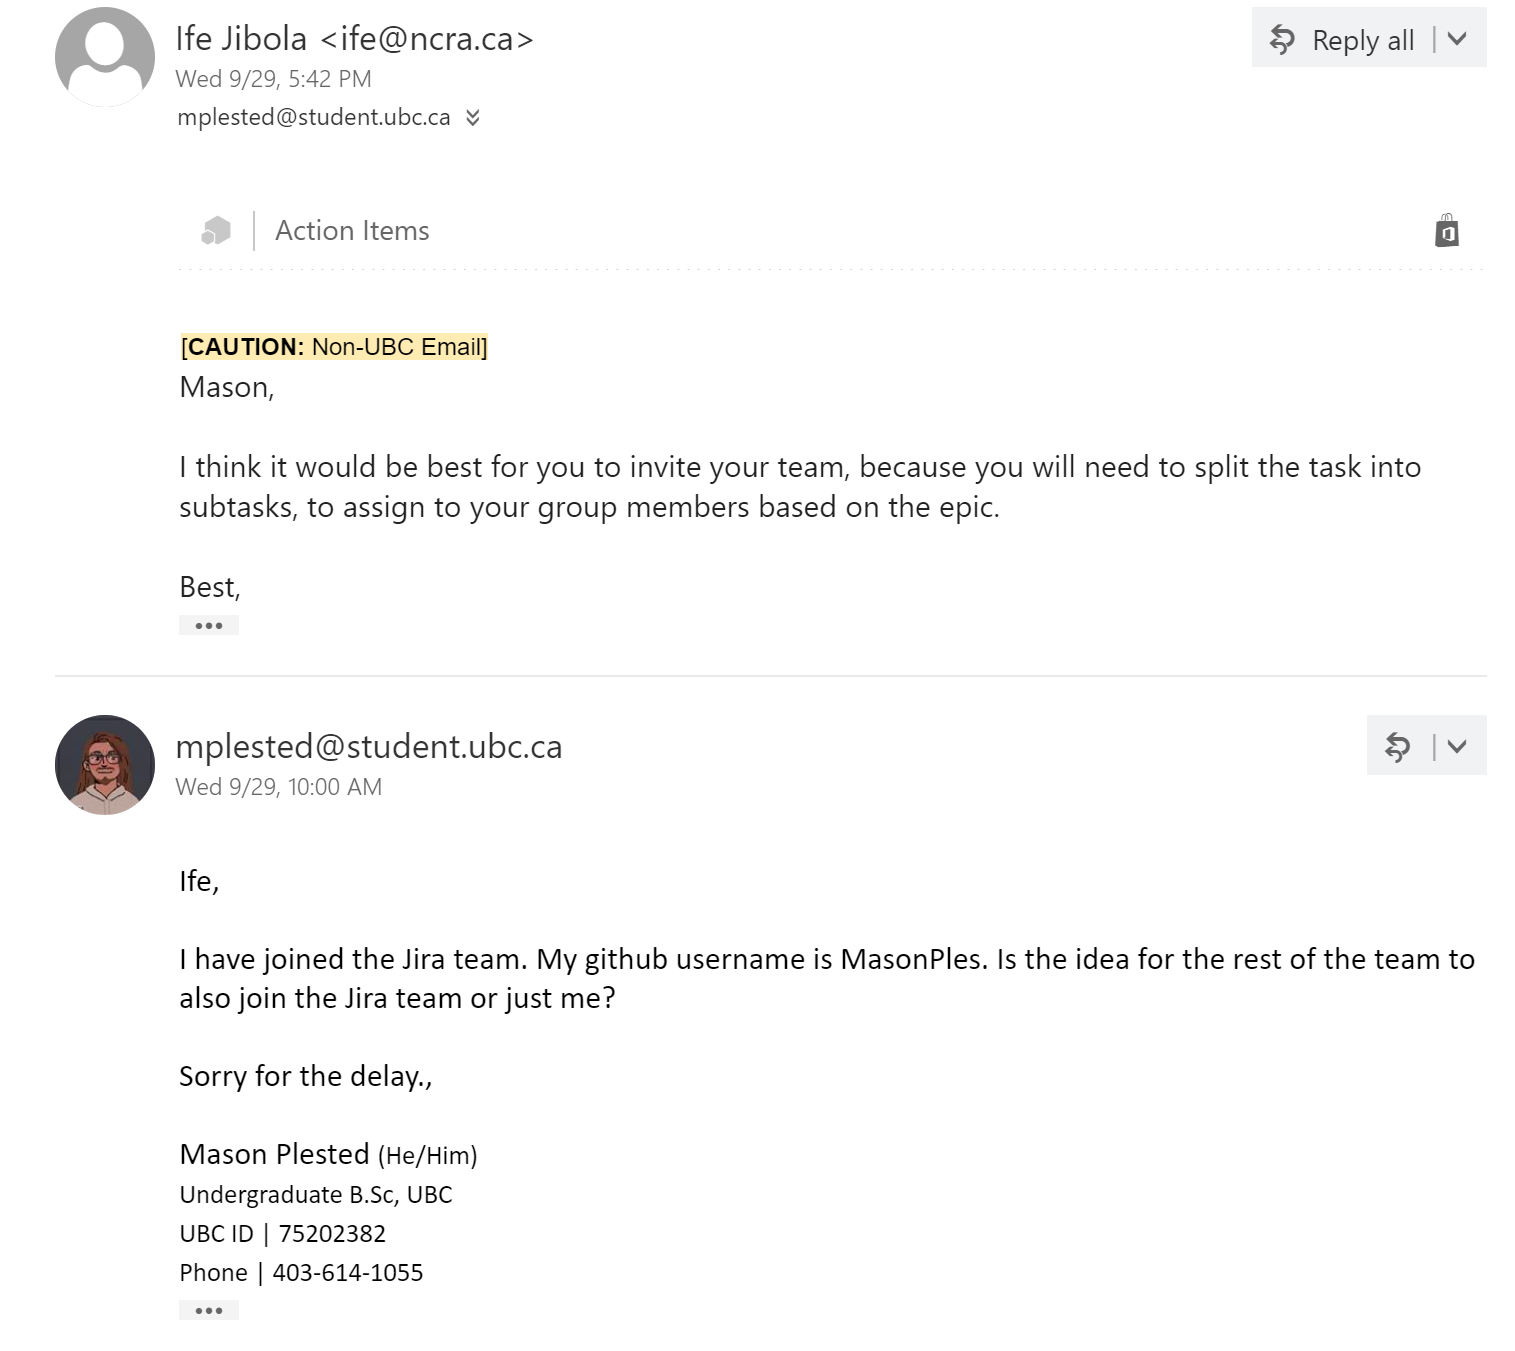 Ife Jibola <ife@ncra.ca>
Reply all
Wed 9/29, 5:42 PM
mplested@student.ubc.ca
Action Items
[CAUTION: Non-UBC Email]
Mason,
I think it would be best for you to invite your team, because you will need to split the task into
subtasks, to assign to your group members based on the epic.
Best,
mplested@student.ubc.ca
Wed 9/29, 10:00 AM
Ife,
I have joined the Jira team. My github username is MasonPles. Is the idea for the rest of the team to
also join the Jira team or just me?
Sorry for the delay.,
Mason Plested (He/Him)
Undergraduate B.Sc, UBC
UBC ID | 75202382
Phone | 403-614-1055